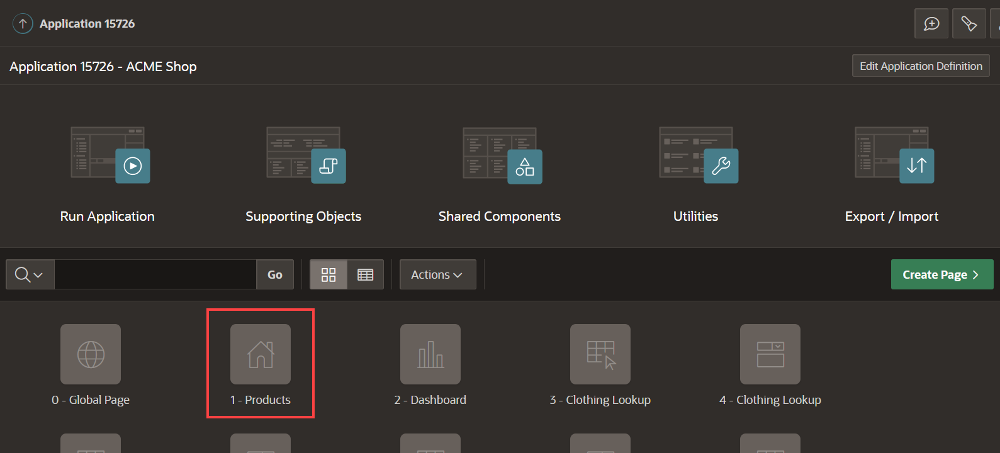 Application 15726
Application 15726 - ACME Shop
Edit Application Definition
Run Application
Supporting Objects
Shared Components
Utilities
Export / Import
Go
Actions
Create Page
0 - Global Page
1 - Products
2 - Dashboard
3 - Clothing Lookup
4 - Clothing Lookup